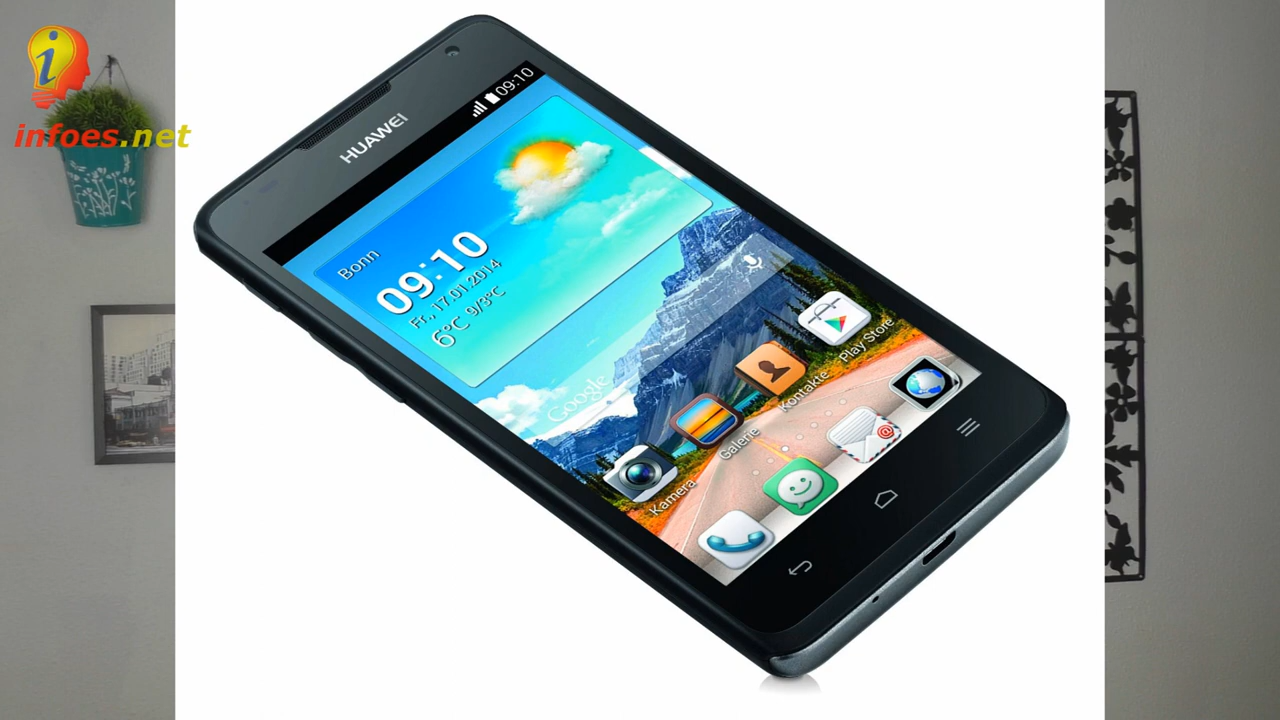 infoes.net
HUAWEI
09:10
Bonn
09:10
Fr., 17.01.2014
6°C 9/3°C
Google
Play Store
Kontakte
Galerie
Kamera